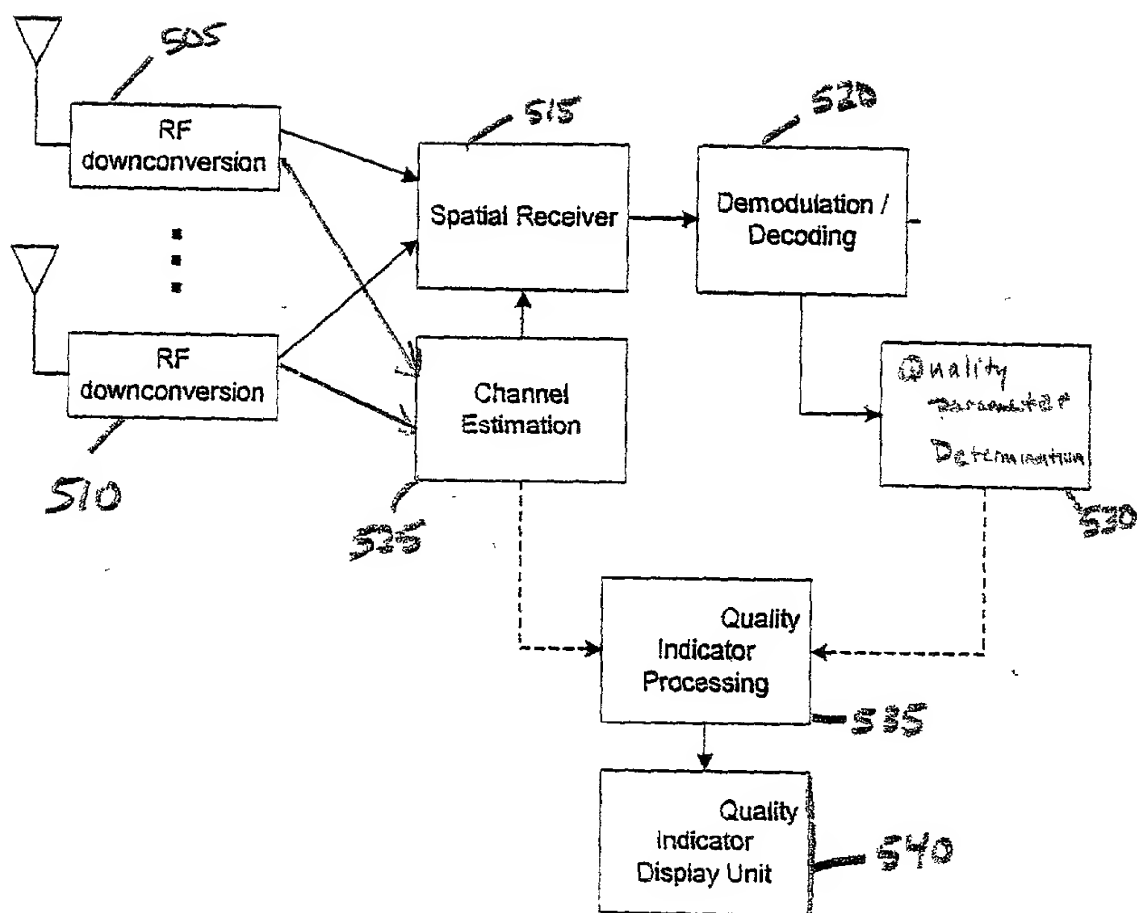 505
RF
downconversion
515
Spatial Receiver
520
Demodulation /
Decoding
RF
downconversion
510
Channel
Estimation
525
Quality
Parameter
Determination
530
Quality
Indicator
Processing
535
Quality
Indicator
Display Unit
540